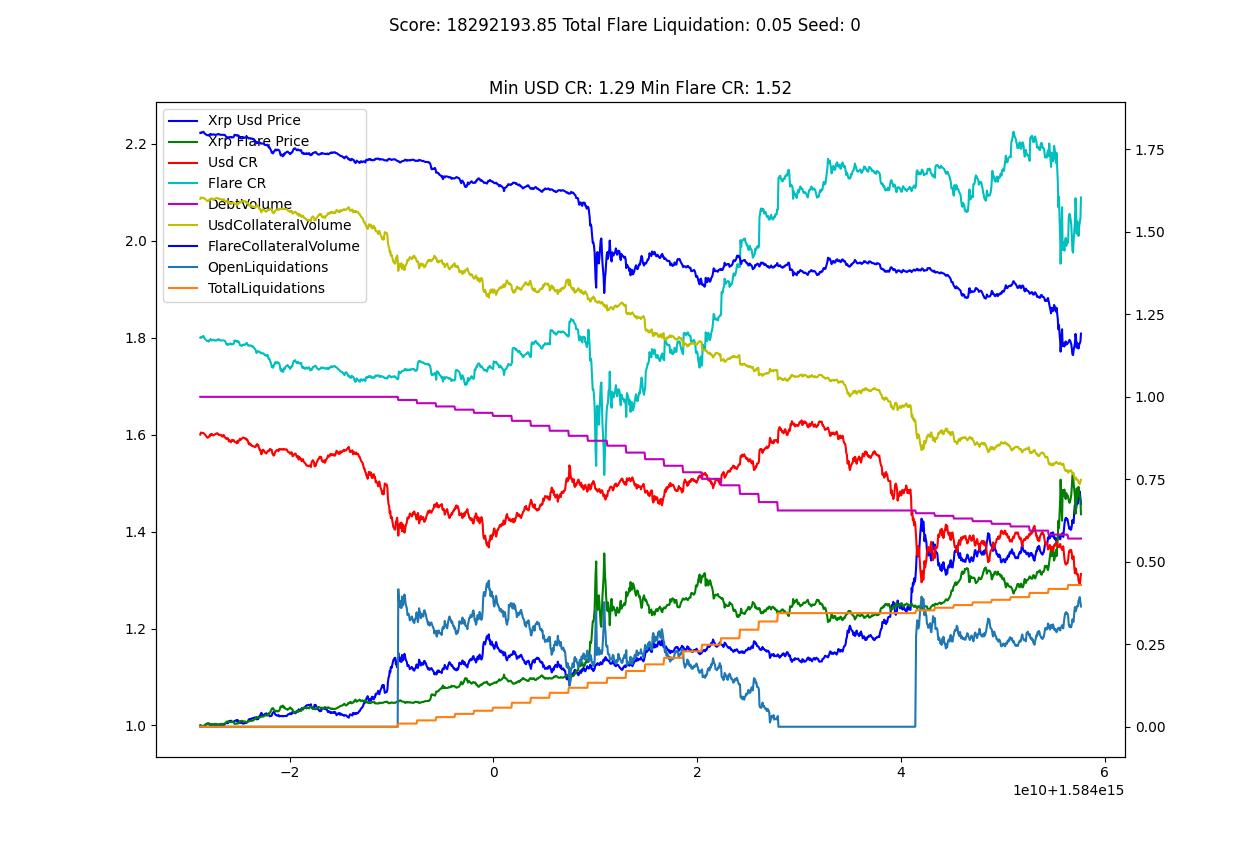 Score: 18292193.85 Total Flare Liquidation: 0.05 Seed: 0
Min USD CR: 1.29 Min Flare CR: 1.52
Xrp Usd Price
Xrp Flare Price
Usd CR
Flare CR
DebtVolume
UsdCollateralVolume
FlareCollateralVolume
OpenLiquidations
TotalLiquidations
2.2
2.0
1.8
1.6
1.4
1.2
1.0
1.75
1.50
1.25
1.00
0.75
0.50
0.25
0.00
−2
0
2
4
6
1e10+1.584e15